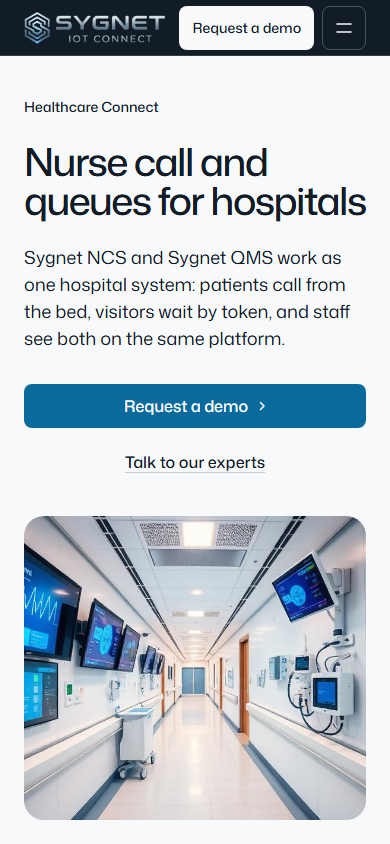 SYGNET
IOT CONNECT
Request a demo
Healthcare Connect
Nurse call and
queues for hospitals
Sygnet NCS and Sygnet QMS work as
one hospital system: patients call from
the bed, visitors wait by token, and staff
see both on the same platform.
Request a demo
Talk to our experts